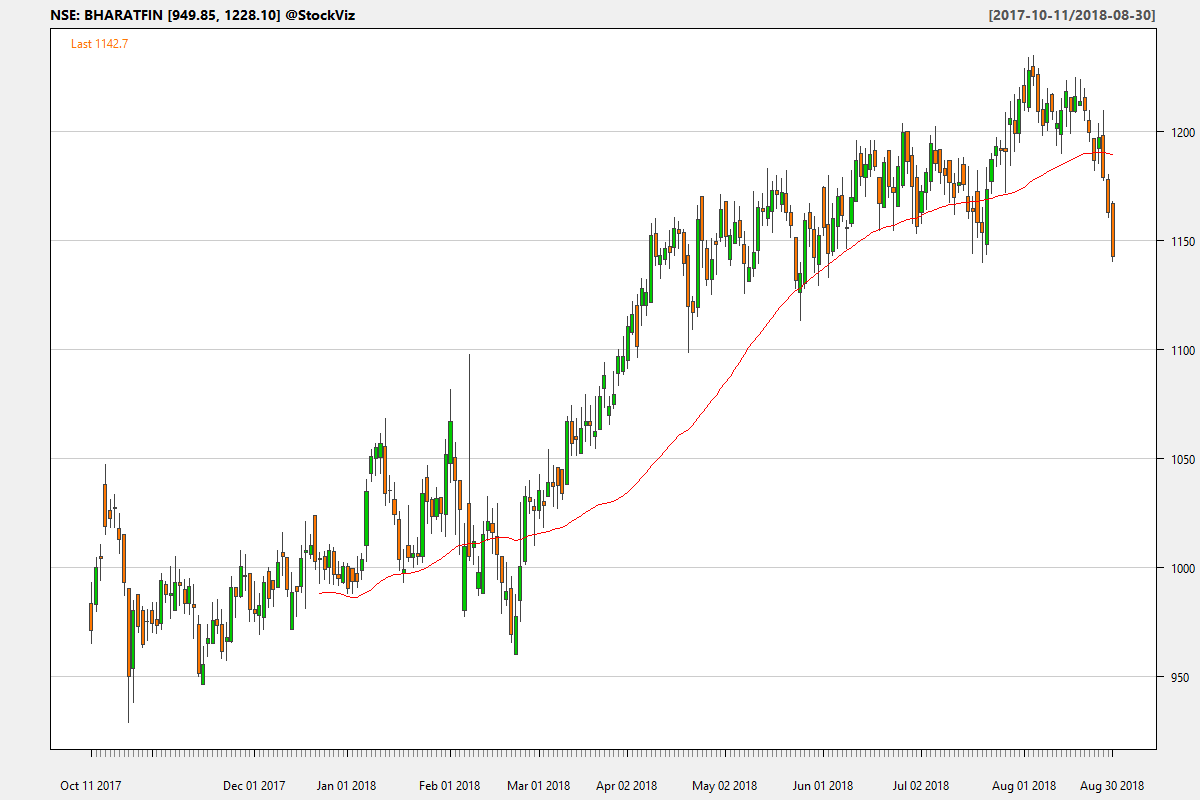 NSE: BHARATFIN [949.85, 1228.10] @StockViz
[2017-10-11/2018-08-30]
Last 1142.7
1200
1150
1100
1050
1000
950
Oct 11 2017
Dec 01 2017
Jan 01 2018
Feb 01 2018
Mar 01 2018
Apr 02 2018
May 02 2018
Jun 01 2018
Jul 02 2018
Aug 01 2018
Aug 30 2018